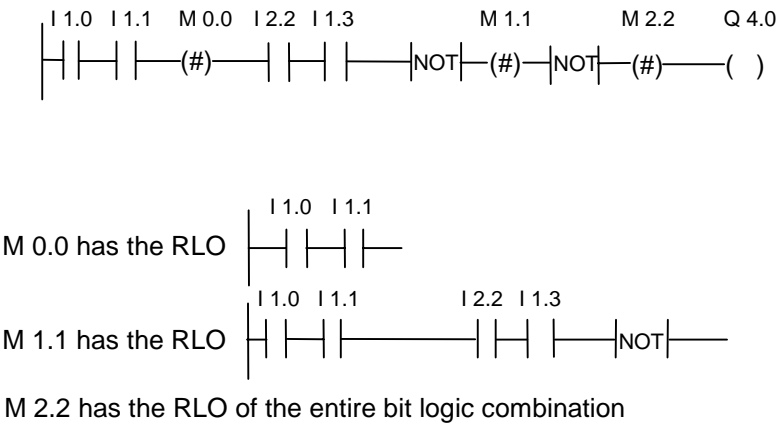 I 1.0 I 1.1 M 0.0 I 2.2 I 1.3 M 1.1 M 2.2 Q 4.0
(#) NOT (#) NOT (#) ( )
I 1.0 I 1.1
M 0.0 has the RLO
I 1.0 I 1.1 I 2.2 I 1.3
M 1.1 has the RLO NOT
M 2.2 has the RLO of the entire bit logic combination